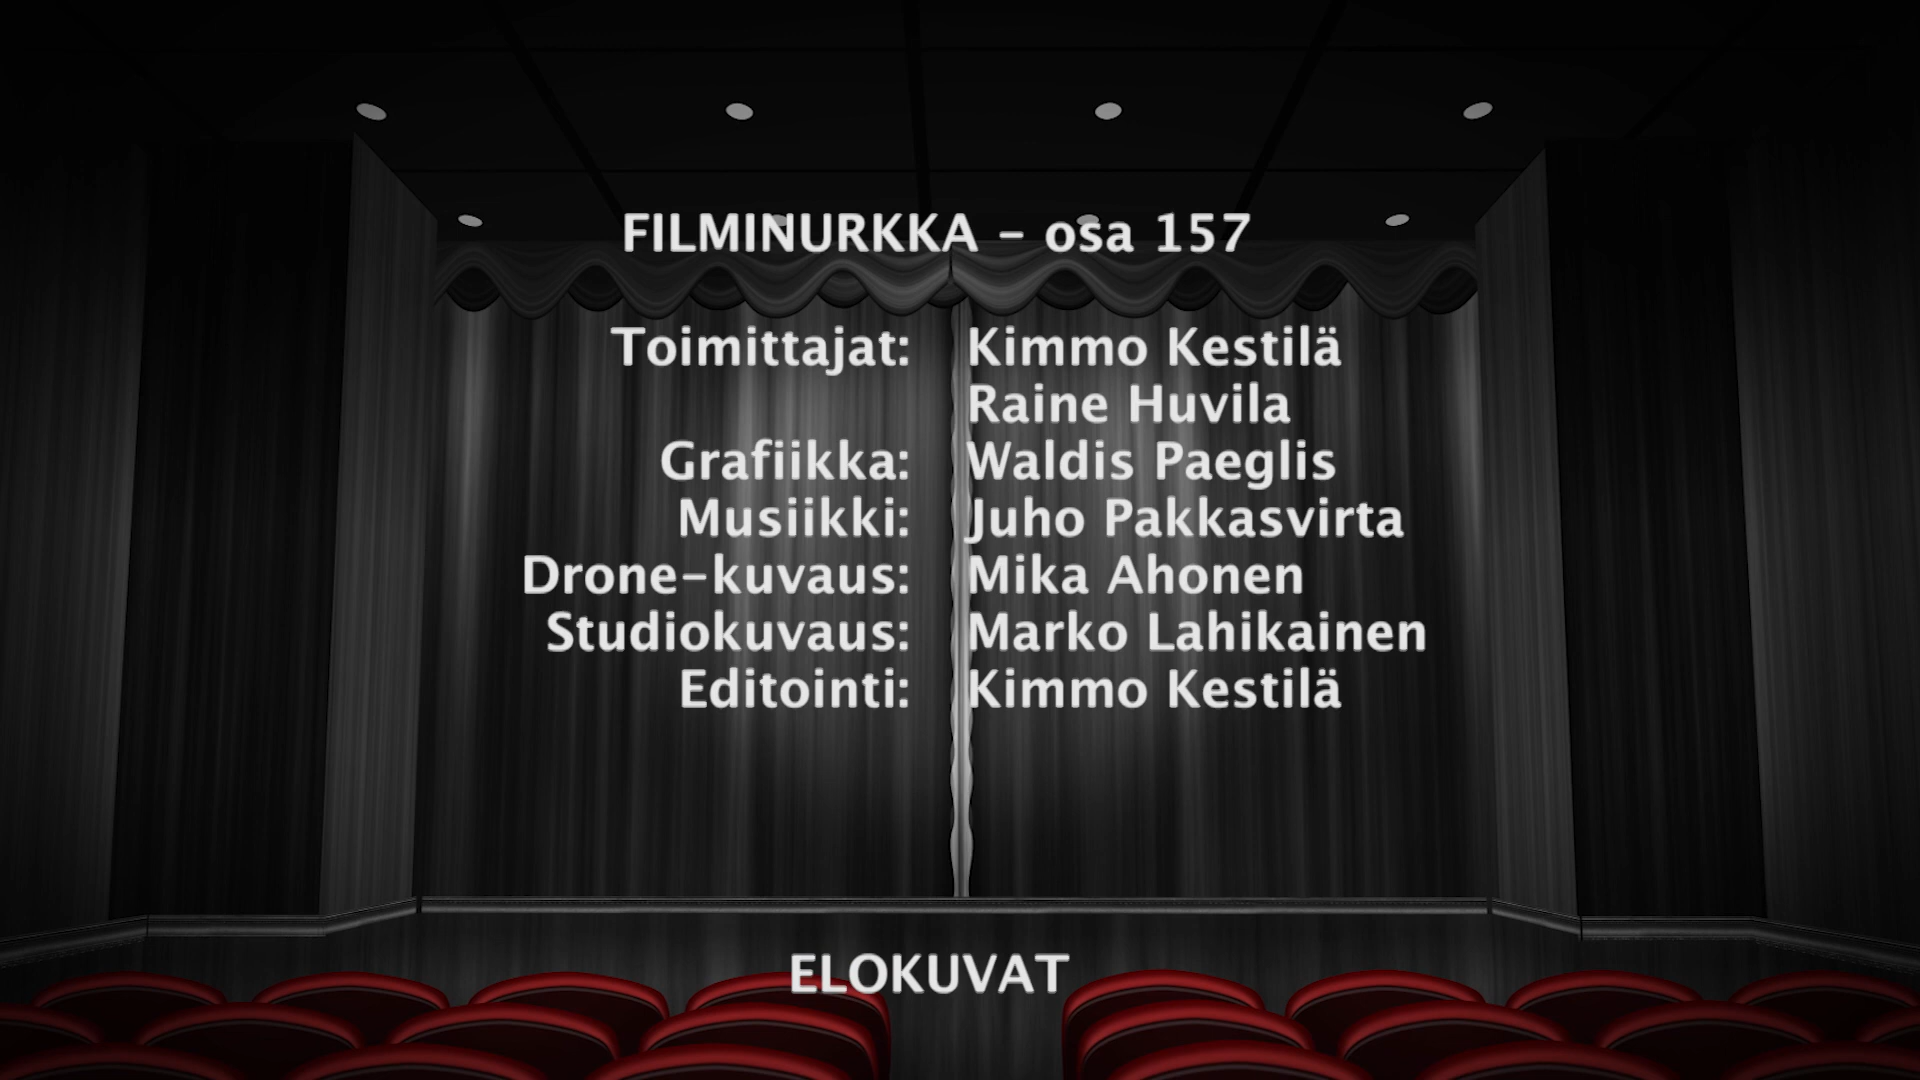 FILMINURKKA - osa 157
Toimittajat: Kimmo Kestilä
Raine Huvila
Grafiikka: Waldis Paeglis
Musiikki: Juho Pakkasvirta
Drone-kuvaus: Mika Ahonen
Studiokuvaus: Marko Lahikainen
Editointi: Kimmo Kestilä
ELOKUVAT